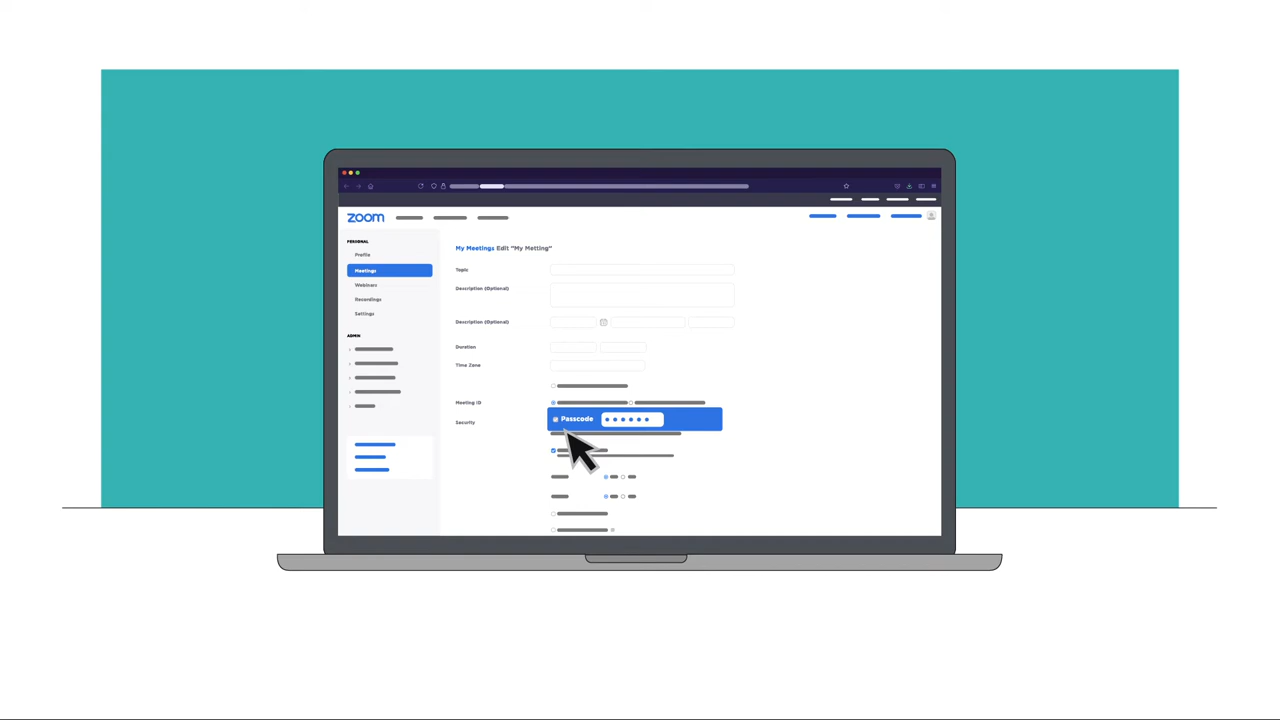 zoom
PERSONAL
Profile
Meetings
Webinars
Recordings
Settings
ADMIN
My Meetings Edit "My Metting"
Topic
Description (Optional)
Description (Optional)
Duration
Time Zone
Meeting ID
Security
Passcode